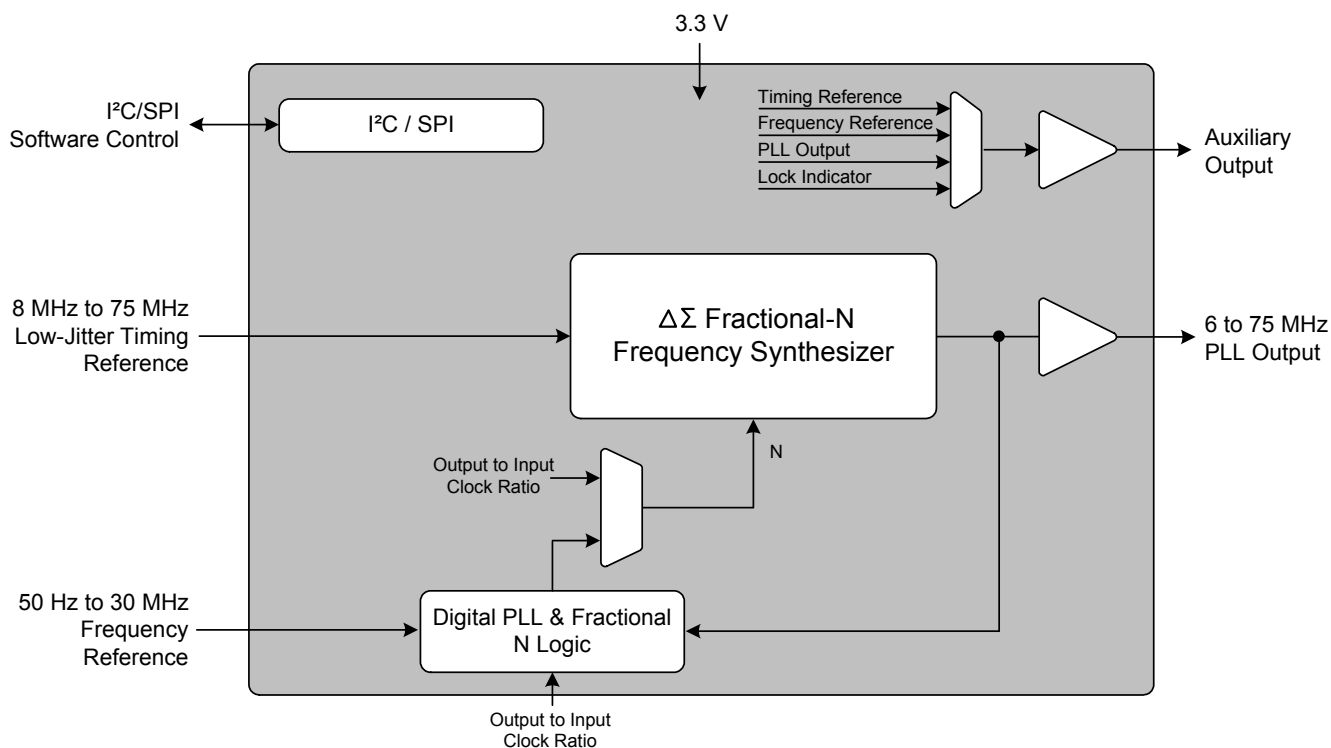 3.3 V
I²C/SPI
Software Control
I²C / SPI
Timing Reference
Frequency Reference
PLL Output
Lock Indicator
Auxiliary
Output
8 MHz to 75 MHz
Low-Jitter Timing
Reference
ΔΣ Fractional-N
Frequency Synthesizer
6 to 75 MHz
PLL Output
N
Output to Input
Clock Ratio
50 Hz to 30 MHz
Frequency
Reference
Digital PLL & Fractional
N Logic
Output to Input
Clock Ratio